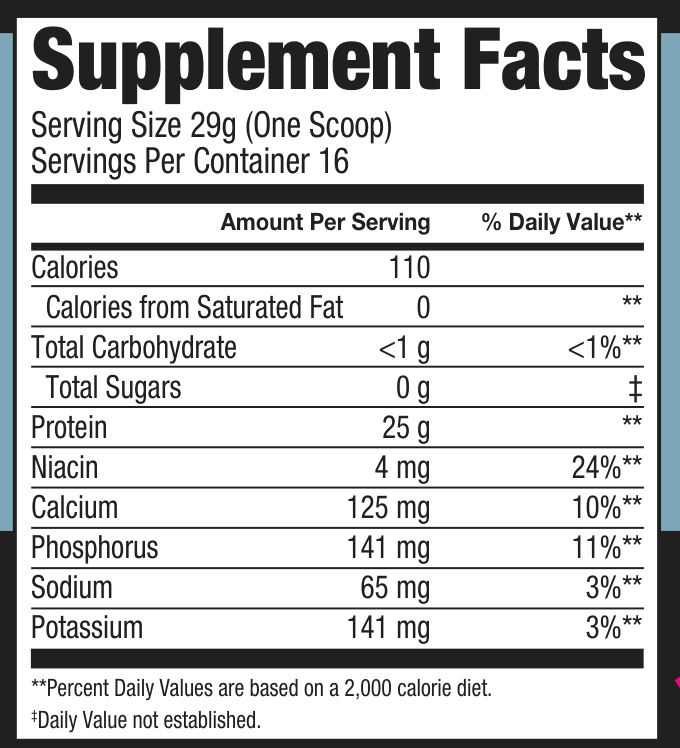 Supplement Facts
Serving Size 29g (One Scoop)
Servings Per Container 16
Amount Per Serving % Daily Value**
Calories 110
Calories from Saturated Fat 0 **
Total Carbohydrate <1 g <1%**
Total Sugars 0 g ‡
Protein 25 g **
Niacin 4 mg 24%**
Calcium 125 mg 10%**
Phosphorus 141 mg 11%**
Sodium 65 mg 3%**
Potassium 141 mg 3%**
**Percent Daily Values are based on a 2,000 calorie diet.
‡Daily Value not established.